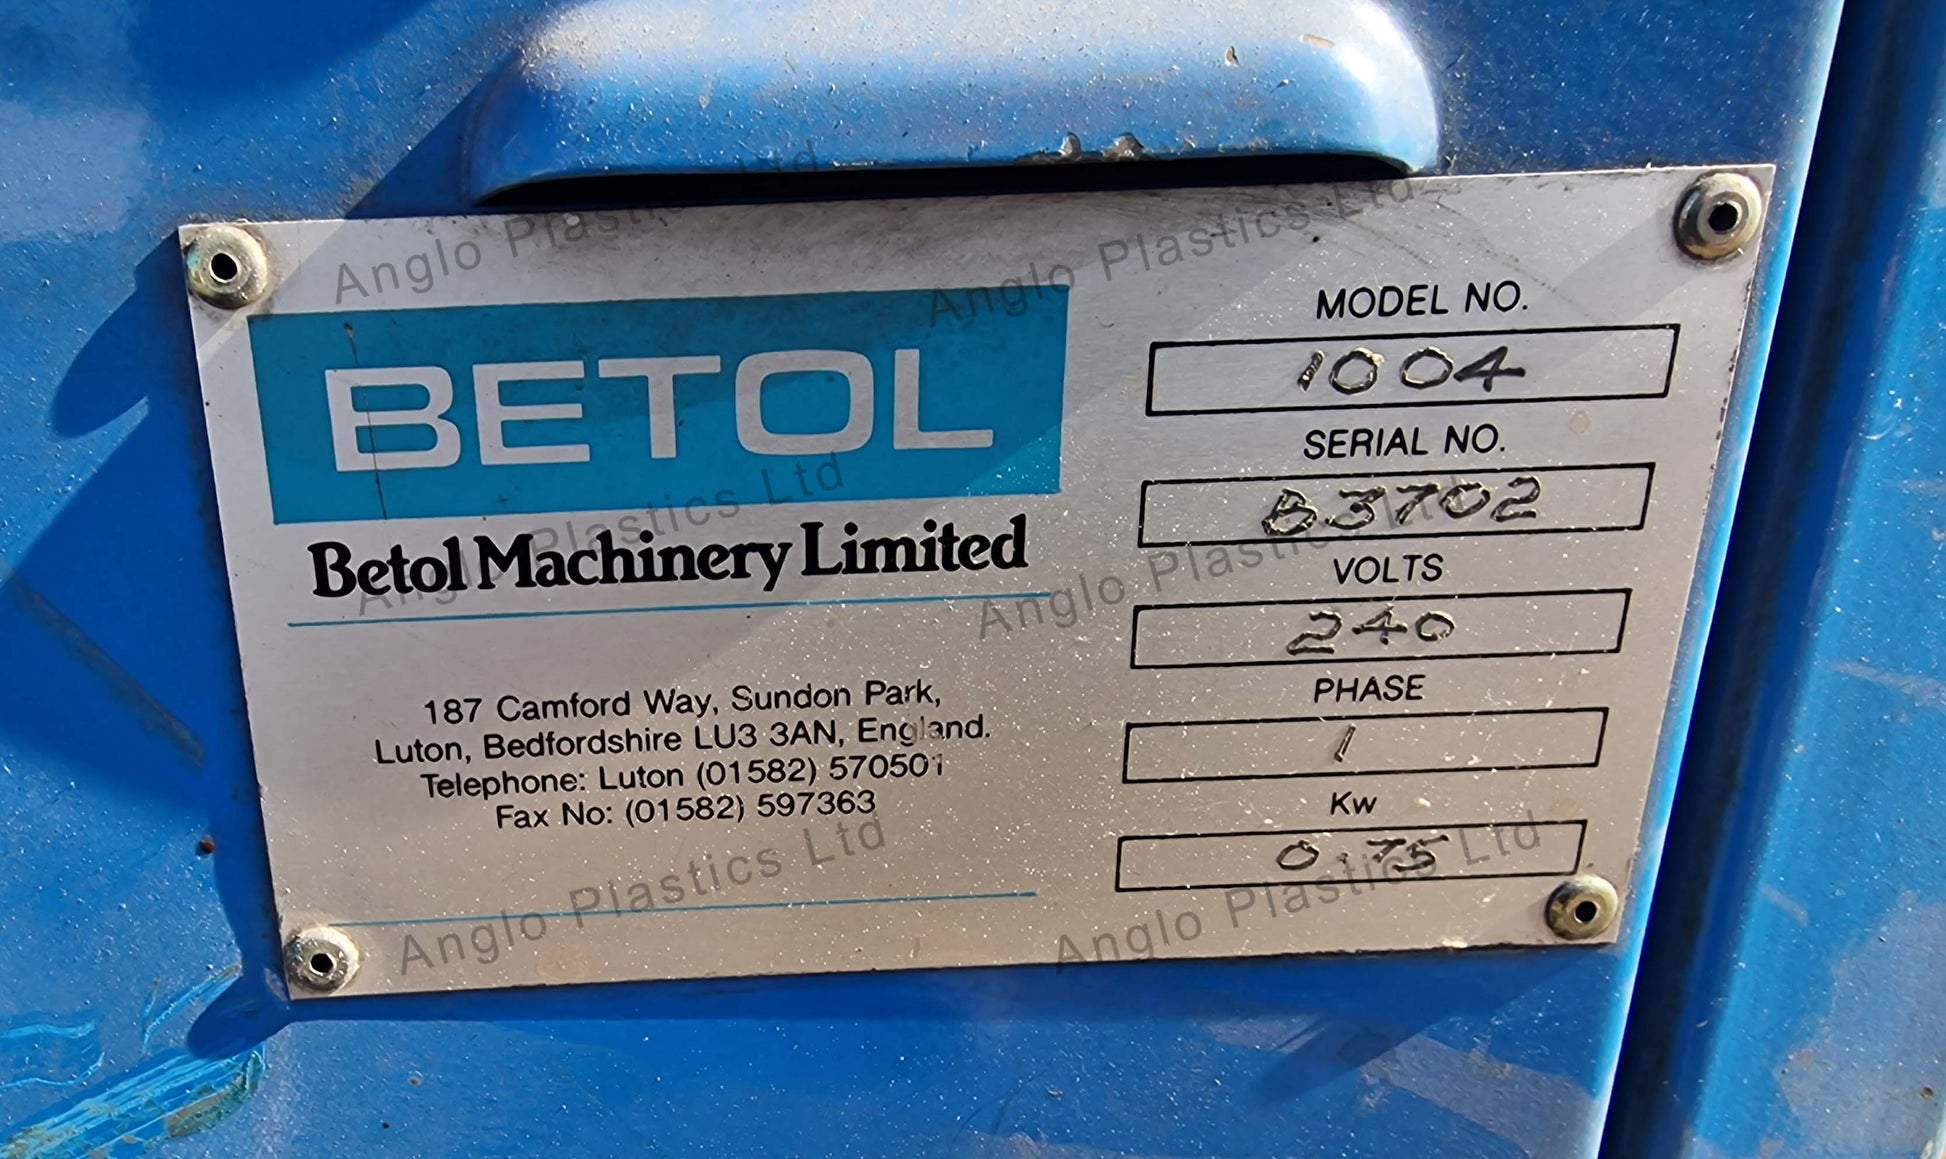 BETOL
Betol Machinery Limited
187 Camford Way, Sundon Park,
Luton, Bedfordshire LU3 3AN, England.
Telephone: Luton (01582) 570501
Fax No: (01582) 597363
MODEL NO.
1004
SERIAL NO.
B3702
VOLTS
240
PHASE
1
Kw
0.75
Anglo Plastics Ltd
Anglo Plastics Ltd
Anglo Plastics Ltd
Anglo Plastics Ltd
Anglo Plastics Ltd
Anglo Plastics Ltd